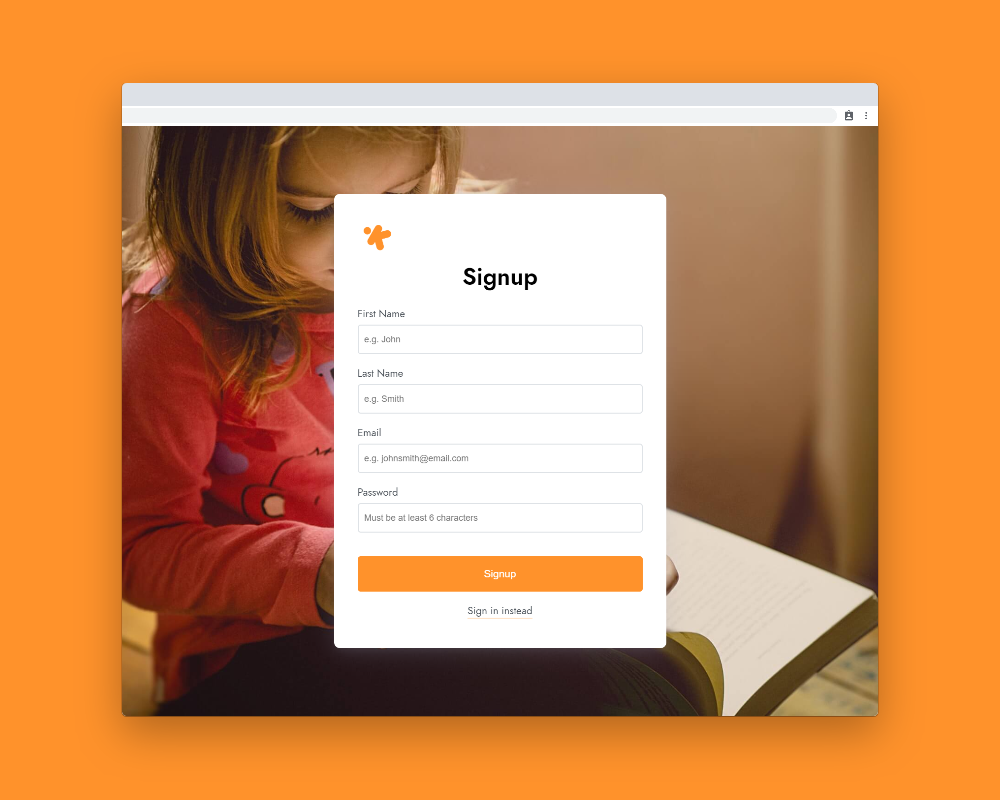 Signup
First Name
e.g. John
Last Name
e.g. Smith
Email
e.g. johnsmith@email.com
Password
Must be at least 6 characters
Signup
Sign in instead